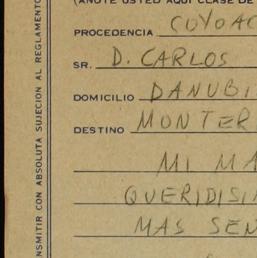 (ANOTE USTED AQUI CLASE DE
PROCEDENCIA COYOAC
SR. D. CARLOS
DOMICILIO DANUBI
DESTINO MONTER
MI MA
QUERIDISI
MAS SEN
NSMITIR CON ABSOLUTA SUJECION AL REGLAMENTO